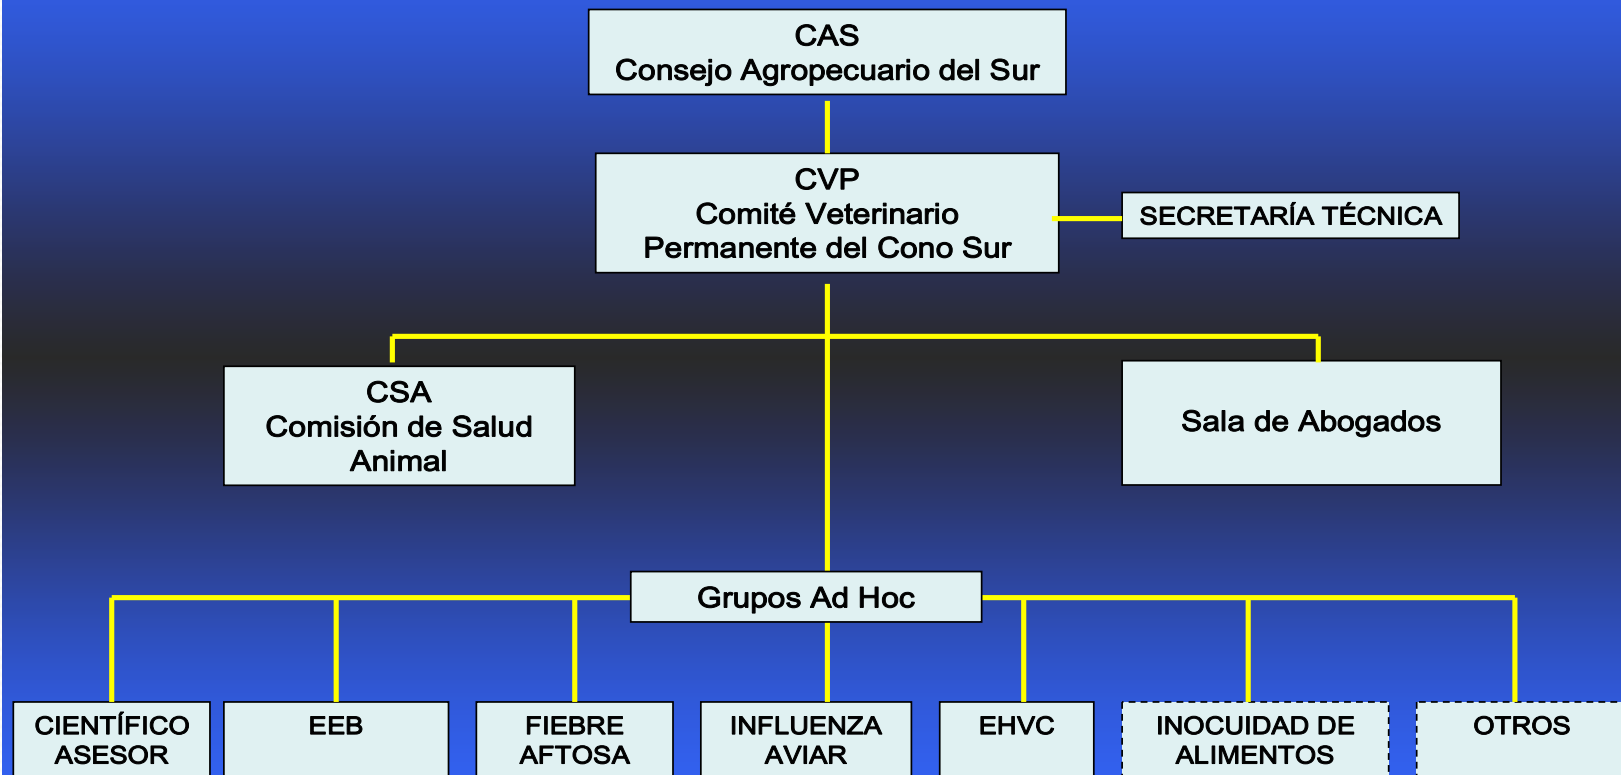 CAS
Consejo Agropecuario del Sur
CVP
Comité Veterinario
Permanente del Cono Sur
SECRETARÍA TÉCNICA
CSA
Comisión de Salud
Animal
Sala de Abogados
Grupos Ad Hoc
CIENTÍFICO
ASESOR
EEB
FIEBRE
AFTOSA
INFLUENZA
AVIAR
EHVC
INOCUIDAD DE
ALIMENTOS
OTROS